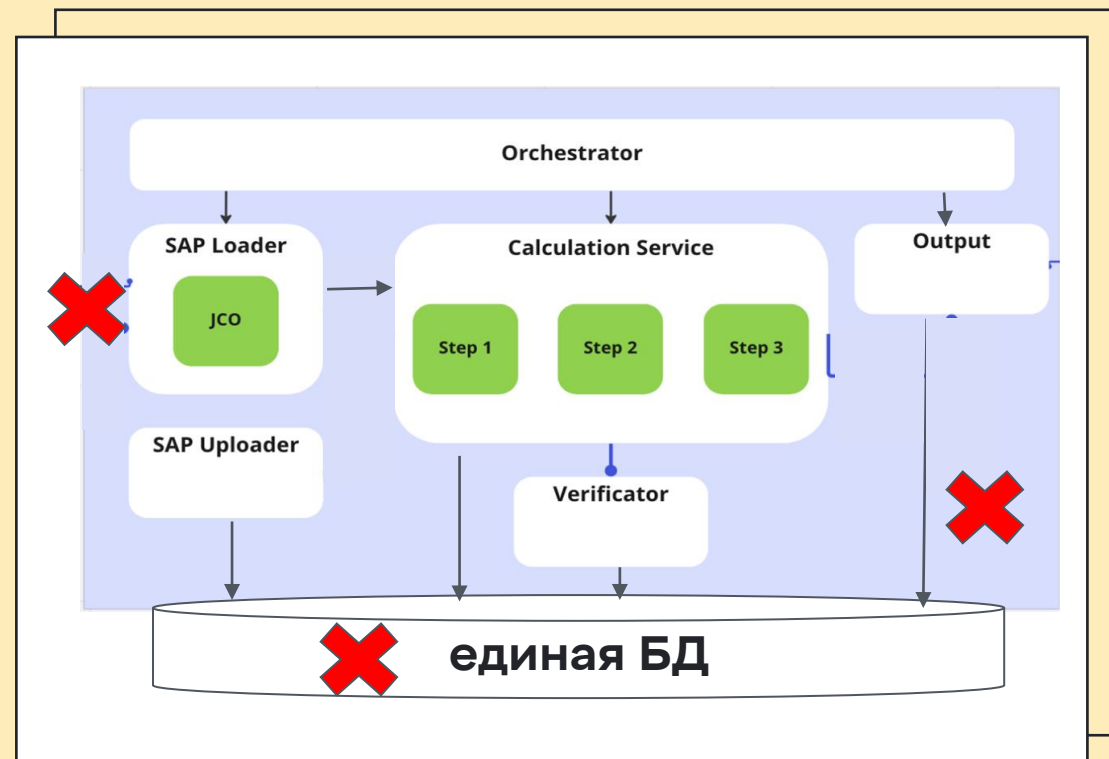 Orchestrator
SAP Loader
Calculation Service
Output
JCO
Step 1
Step 2
Step 3
SAP Uploader
Verificator
единая БД